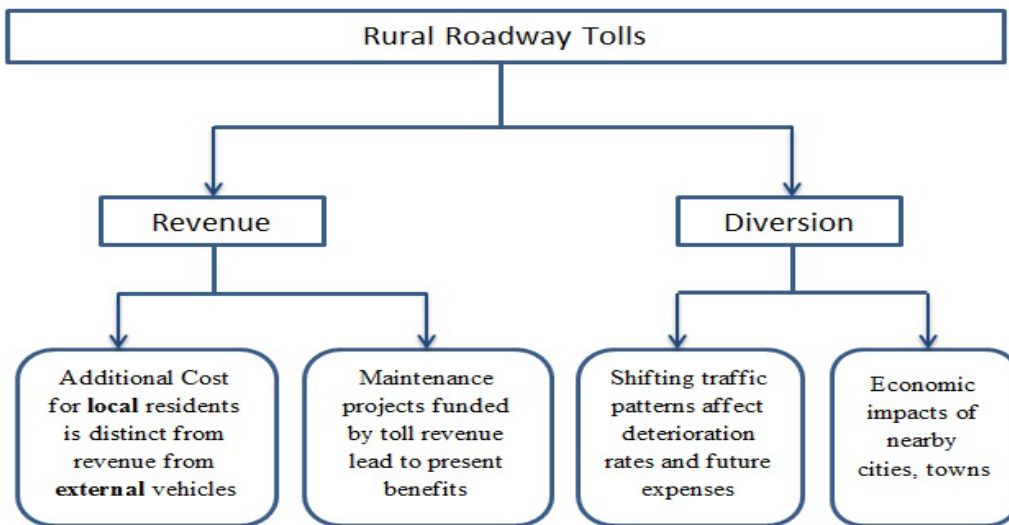 Rural Roadway Tolls
Revenue
Diversion
Additional Cost
for local residents
is distinct from
revenue from
external vehicles
Maintenance
projects funded
by toll revenue
lead to present
benefits
Shifting traffic
patterns affect
deterioration
rates and future
expenses
Economic
impacts of
nearby
cities, towns